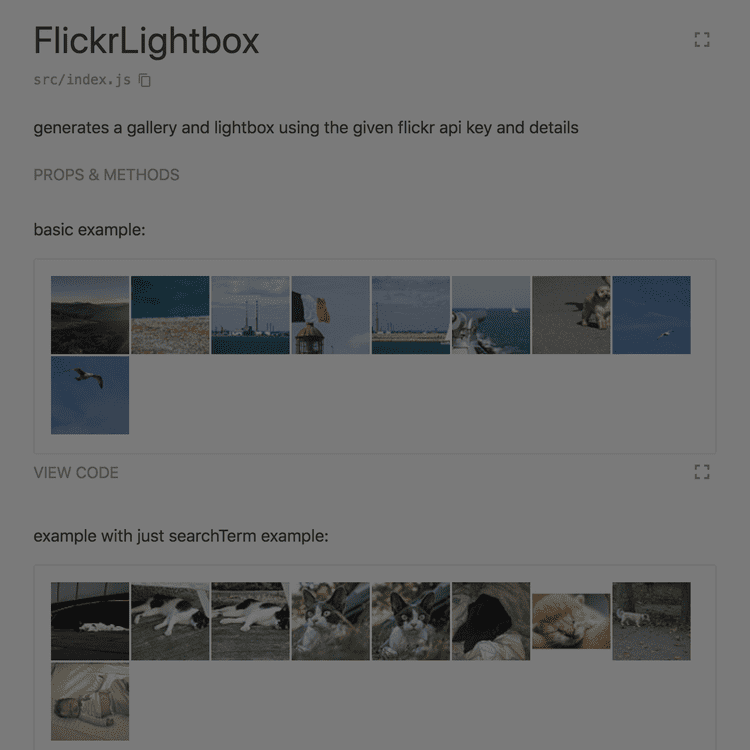 FlickrLightbox
src/index.js
generates a gallery and lightbox using the given flickr api key and details
PROPS & METHODS
basic example:
VIEW CODE
example with just searchTerm example: